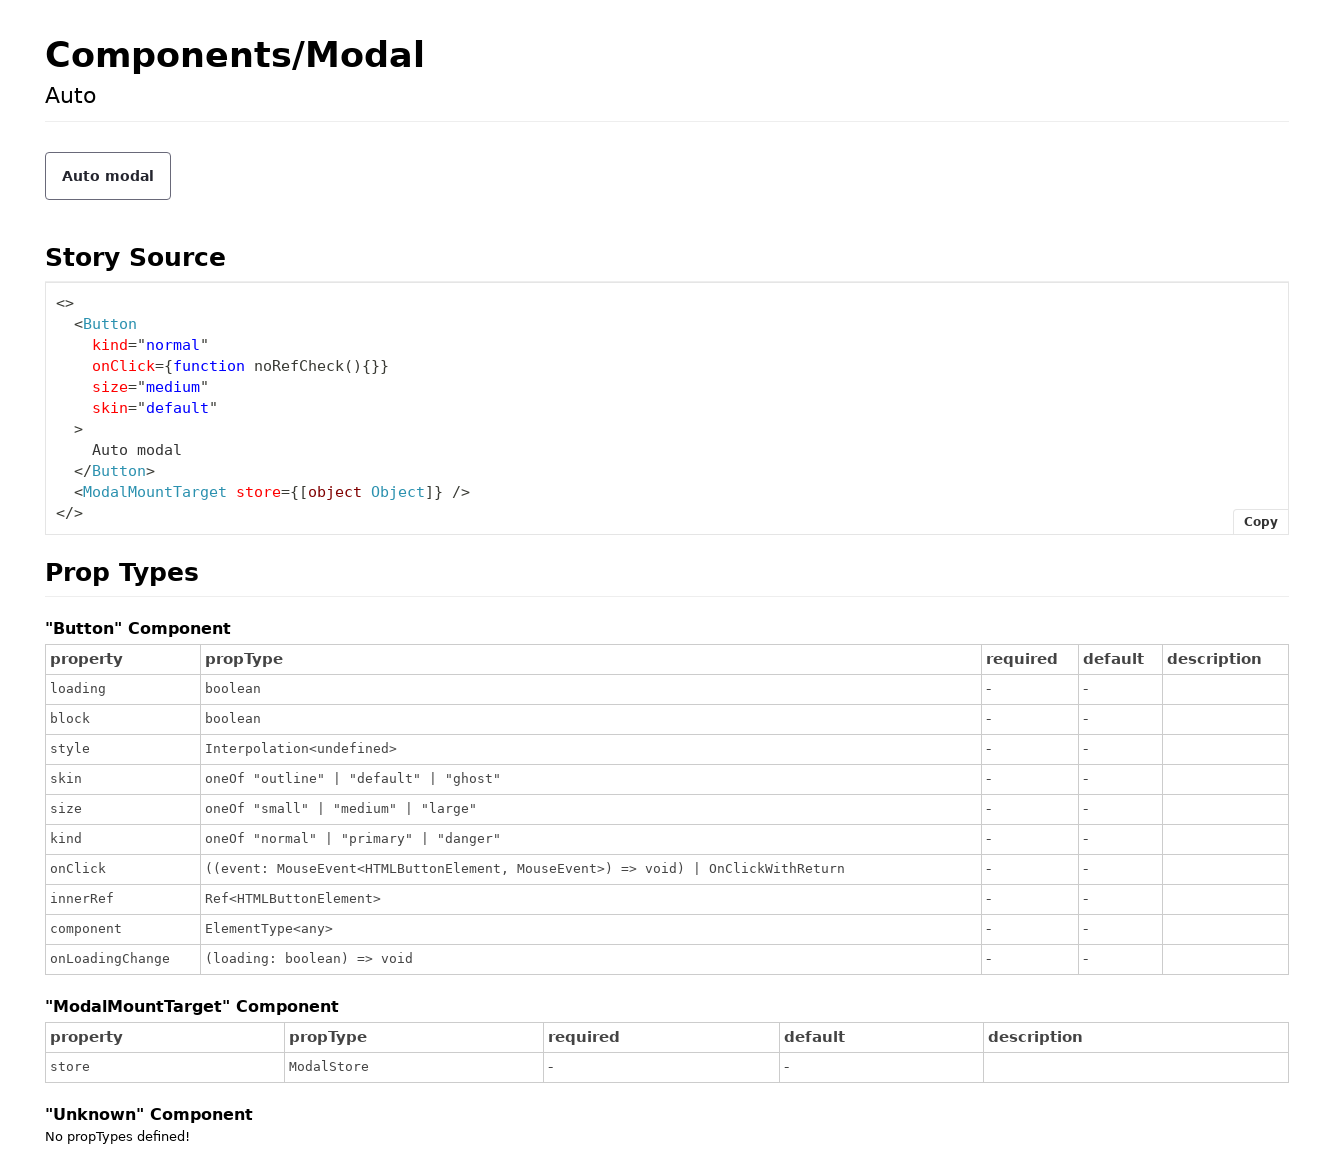 Components/Modal
Auto
Auto modal
Story Source
<>
  <Button
    kind="normal"
    onClick={function noRefCheck(){}}
    size="medium"
    skin="default"
  >
    Auto modal
  </Button>
  <ModalMountTarget store={[object Object]} />
</>
Copy
Prop Types
"Button" Component
property propType required default description
loading boolean - -
block boolean - -
style Interpolation<undefined> - -
skin oneOf "outline" | "default" | "ghost" - -
size oneOf "small" | "medium" | "large" - -
kind oneOf "normal" | "primary" | "danger" - -
onClick ((event: MouseEvent<HTMLButtonElement, MouseEvent>) => void) | OnClickWithReturn - -
innerRef Ref<HTMLButtonElement> - -
component ElementType<any> - -
onLoadingChange (loading: boolean) => void - -
"ModalMountTarget" Component
property propType required default description
store ModalStore - -
"Unknown" Component
No propTypes defined!